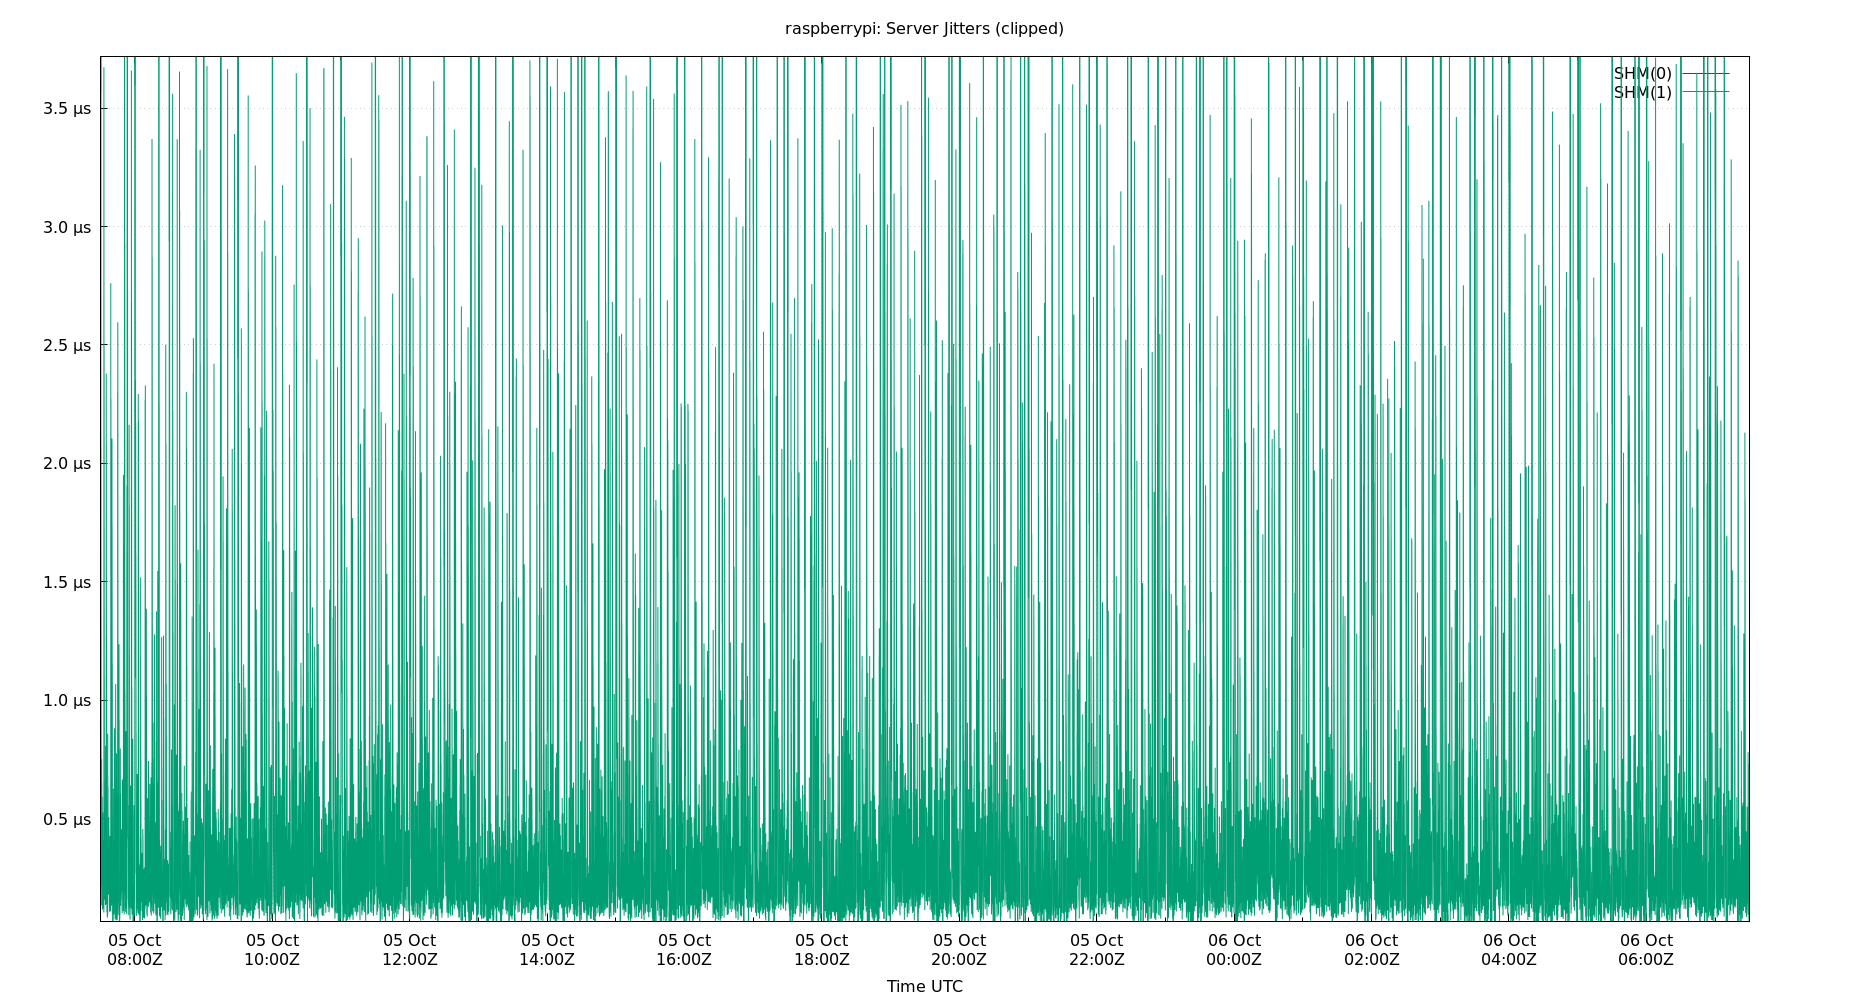 raspberrypi: Server Jitters (clipped)
SHM(0)
SHM(1)
3.5 μs
3.0 μs
2.5 μs
2.0 μs
1.5 μs
1.0 μs
0.5 μs
05 Oct 05 Oct 05 Oct 05 Oct 05 Oct 05 Oct 05 Oct 05 Oct 06 Oct 06 Oct 06 Oct 06 Oct
08:00Z 10:00Z 12:00Z 14:00Z 16:00Z 18:00Z 20:00Z 22:00Z 00:00Z 02:00Z 04:00Z 06:00Z
Time UTC